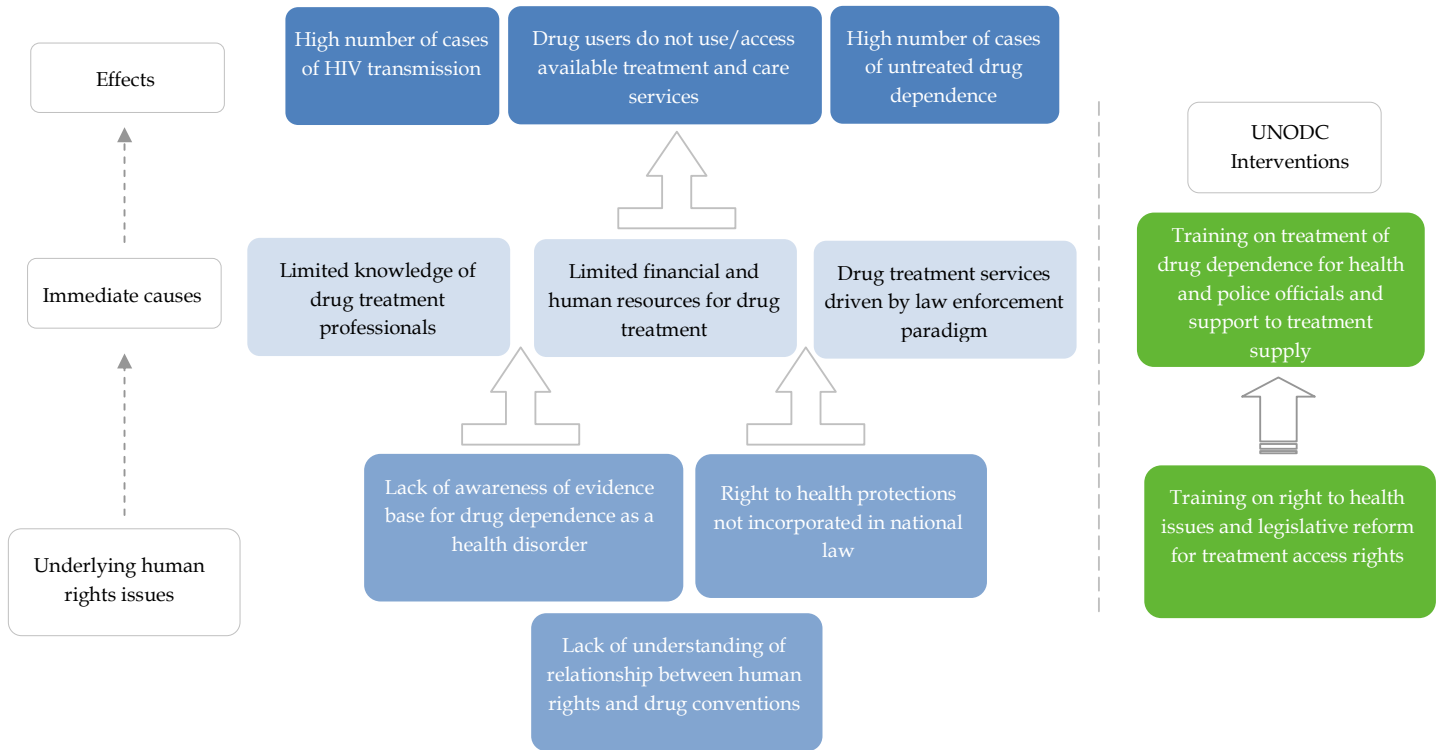 Effects
High number of cases
of HIV transmission
Drug users do not use/access
available treatment and care
services
High number of cases
of untreated drug
dependence
UNODC
Interventions
Immediate causes
Limited knowledge of
drug treatment
professionals
Limited financial and
human resources for drug
treatment
Drug treatment services
driven by law enforcement
paradigm
Training on treatment of
drug dependence for health
and police officials and
support to treatment
supply
Underlying human
rights issues
Lack of awareness of evidence
base for drug dependence as a
health disorder
Right to health protections
not incorporated in national
law
Lack of understanding of
relationship between human
rights and drug conventions
Training on right to health
issues and legislative reform
for treatment access rights